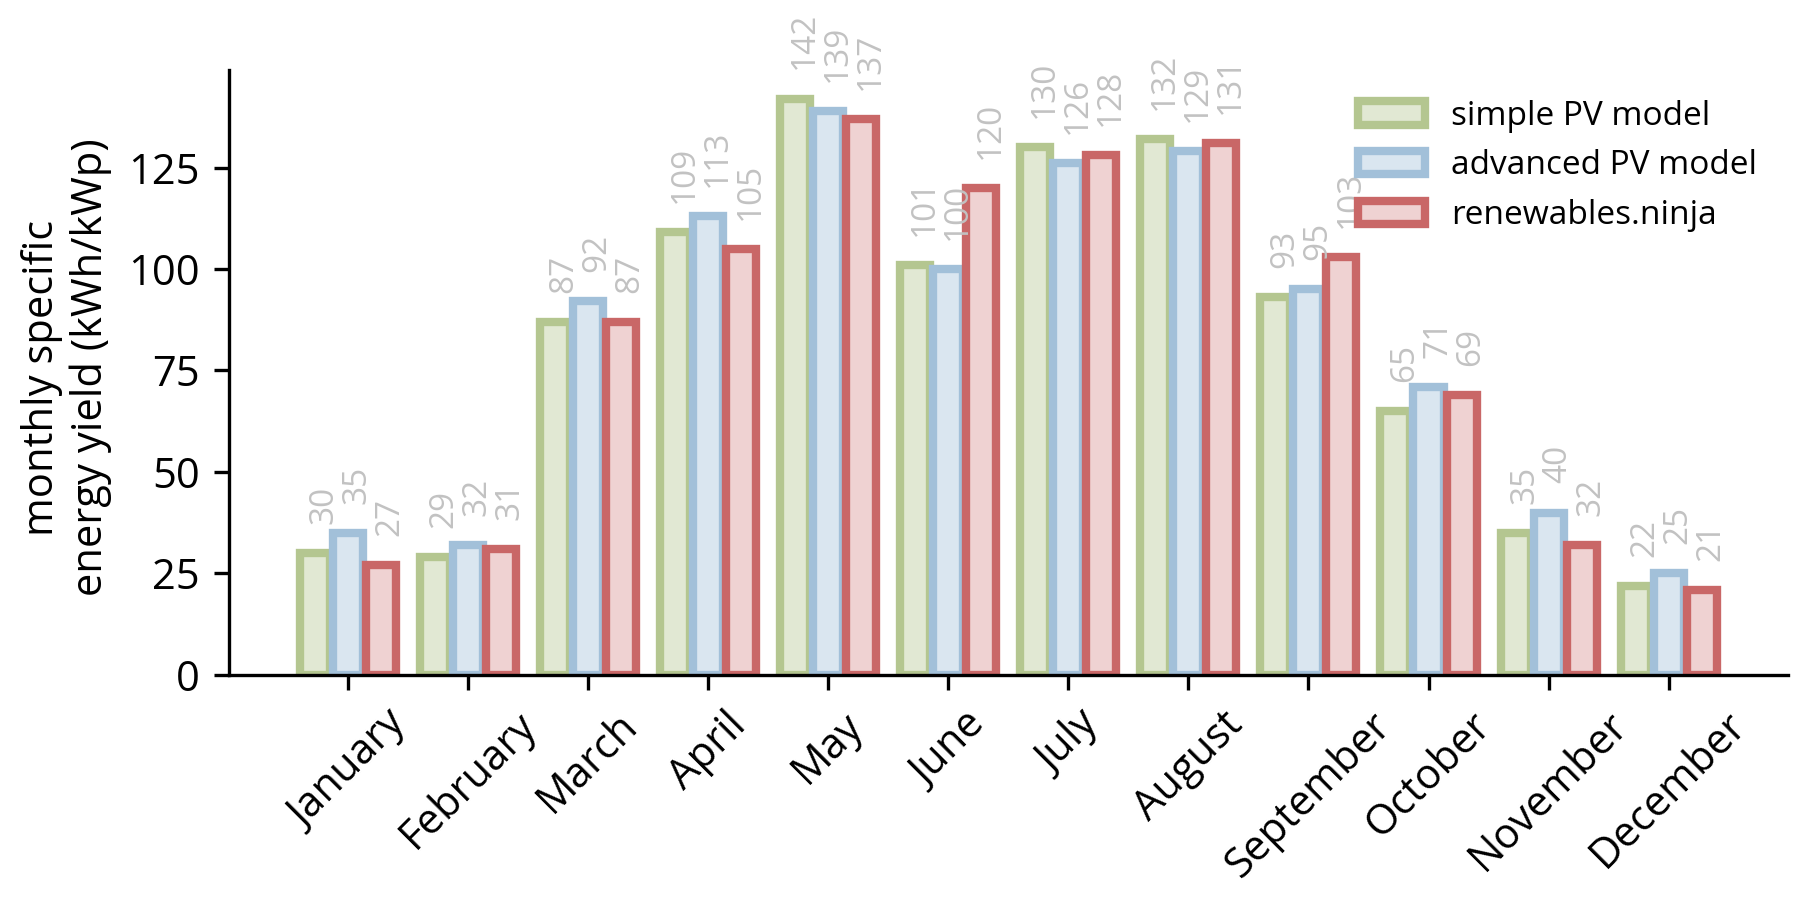 monthly specific
energy yield (kWh/kWp)
125
100
75
50
25
0
30
35
27
29
32
31
87
92
87
109
113
105
142
139
137
101
100
120
130
126
128
132
129
131
93
95
103
65
71
69
35
40
32
22
25
21
simple PV model
advanced PV model
renewables.ninja
January
February
March
April
May
June
July
August
September
October
November
December